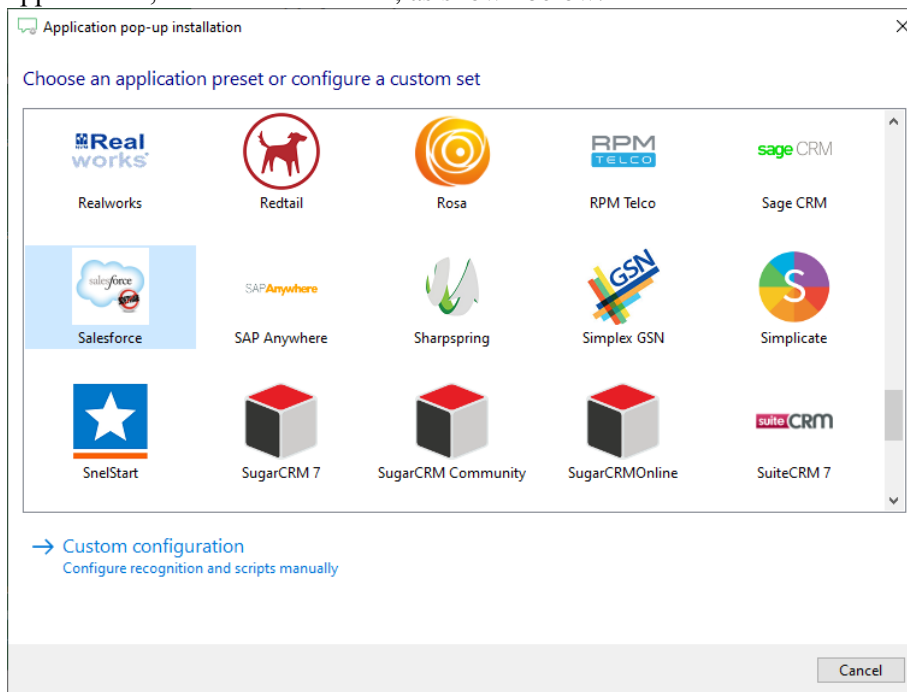 Application pop-up installation
Choose an application preset or configure a custom set
Real
works
TELCO
RPM
sage CRM
Realworks
Redtail
Rosa
RPM Telco
Sage CRM
salesforce
SAP Anywhere
GSN
S
Salesforce
SAP Anywhere
Sharpspring
Simplex GSN
Simplicate
suite CRM
SnelStart
SugarCRM 7
SugarCRM Community
SugarCRMOnline
SuiteCRM 7
Custom configuration
Configure recognition and scripts manually
Cancel